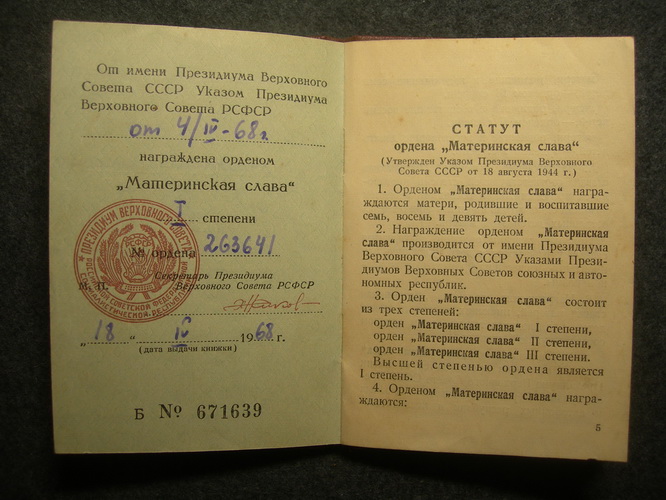 От имени Президиума Верховного
Совета СССР Указом Президиума
Верховного Совета РСФСР
от 4/IV-68г.
награждена орденом
„Материнская слава“
I степени
№ ордена 263641
Секретарь Президиума
М. П. Верховного Совета РСФСР
„18“ IV 1968 г.
(дата выдачи книжки)
Б № 671639
СТАТУТ
ордена „Материнская слава“
(Утвержден Указом Президиума Верховного
Совета СССР от 18 августа 1944 г.)
1. Орденом „Материнская слава“ награ-
ждаются матери, родившие и воспитавшие
семь, восемь и девять детей.
2. Награждение орденом „Материнская
слава“ производится от имени Президиума
Верховного Совета СССР Указами Прези-
диумов Верховных Советов союзных и авто-
номных республик.
3. Орден „Материнская слава“ состоит
из трех степеней:
орден „Материнская слава“ I степени,
орден „Материнская слава“ II степени,
орден „Материнская слава“ III степени.
Высшей степенью ордена является
I степень.
4. Орденом „Материнская слава“ награ-
ждаются:
5